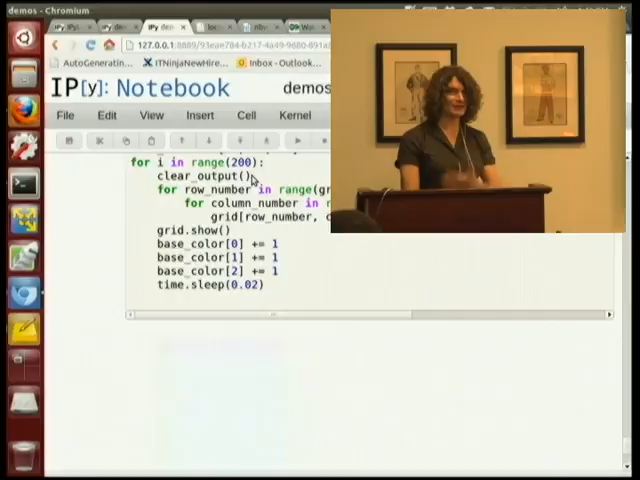 demos - Chromium
IPy de
127.0.0.1:8889/93eae784-b217-4a49-9680-891a
AutoGeneratin
ITNinjaNewHire
Inbox - Outlook...
IP[y]: Notebook
demos
File Edit View Insert Cell Kernel
for i in range(200):
clear_output()
for row_number in range(gr
for column_number in r
grid[row_number, c
grid.show()
base_color[0] += 1
base_color[1] += 1
base_color[2] += 1
time.sleep(0.02)